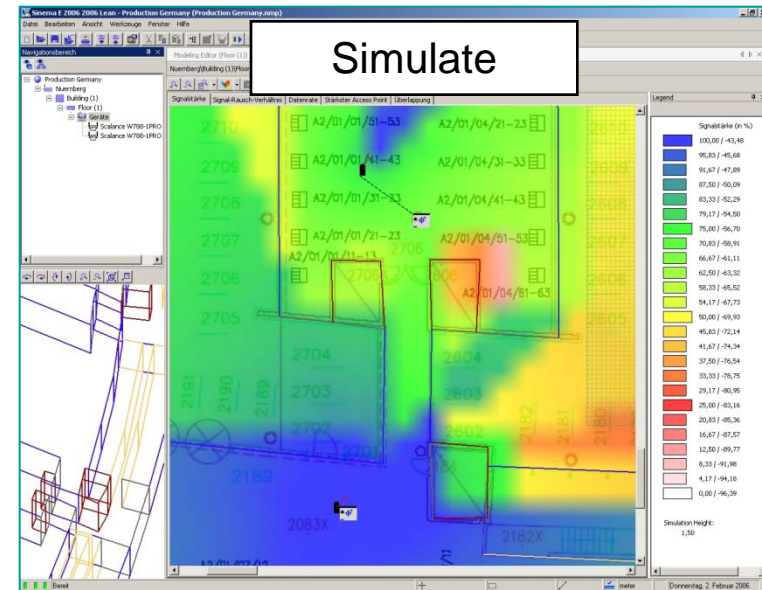 Sinema E 2006 2006 Lean - Production Germany (Production Germany.nmp)
Datei Bearbeiten Ansicht Werkzeuge Fenster Hilfe
Simulate
Navigationsbereich
Modeling Editor (Floor (1))
Production Germany
Nuernberg
Building (1)
Floor (1)
Geräte
Scalance W788-1PRO
Scalance W788-1PRO
Nuernberg\Building (1)\Floor
Signalstärke Signal-Rausch-Verhältnis Datenrate Stärkster Access Point Überlappung
2710 A2/01/01/51-53 A2/01/04/21-23 2610
2709 A2/01/01/41-43 A2/01/04/31-33 2609
2708 A2/01/01/31-33 A2/01/04/41-43 2608
2707 A2/01/01/21-23 2706 A2/01/04/51-53 2607
A2/01/01/11-13
2706 2706 2606 A2/01/04/61-63 2606
2705 2605
2704 2604
2703 2603
2191 2190 2189
2702 2602 2182 2181 2180
2701
2189
2083X 2182X
Legend
Signalstärke (in %)
100,00 / -43,48
95,83 / -45,68
91,67 / -47,89
87,50 / -50,09
83,33 / -52,29
79,17 / -54,50
75,00 / -56,70
70,83 / -58,91
66,67 / -61,11
62,50 / -63,32
58,33 / -65,52
54,17 / -67,73
50,00 / -69,93
45,83 / -72,14
41,67 / -74,34
37,50 / -76,54
33,33 / -78,75
29,17 / -80,95
25,00 / -83,16
20,83 / -85,36
16,67 / -87,57
12,50 / -89,77
8,33 / -91,98
4,17 / -94,18
0,00 / -96,39
Simulation Height:
1,50
Bereit meter Donnerstag, 2. Februar 2006